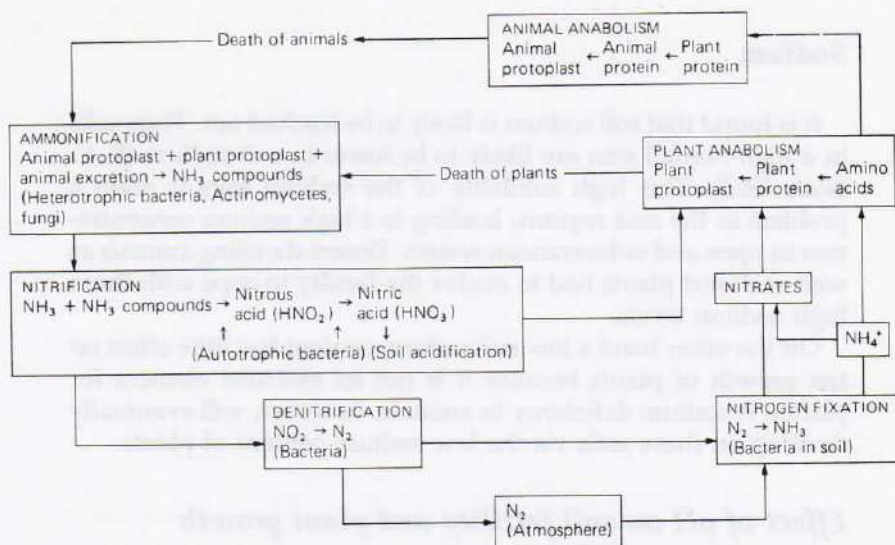 ANIMAL ANABOLISM
Animal Animal Plant
protoplast ← protein ← protein
Death of animals
AMMONIFICATION
Animal protoplast + plant protoplast
animal excretion → NH₃ compounds
(Heterotrophic bacteria, Actinomycetes,
fungi)
Death of plants
PLANT ANABOLISM
Plant Plant Amino
protoplast ← protein ← acids
NITRIFICATION
NH₃ + NH₃ compounds → Nitrous → Nitric
acid (HNO₂) acid (HNO₃)
↑ ↑ ↓
(Autotrophic bacteria) (Soil acidification)
NITRATES
NH₄⁺
DENITRIFICATION
NO₂ → N₂
(Bacteria)
NITROGEN FIXATION
N₂ → NH₃
(Bacteria in soil)
N₂
(Atmosphere)